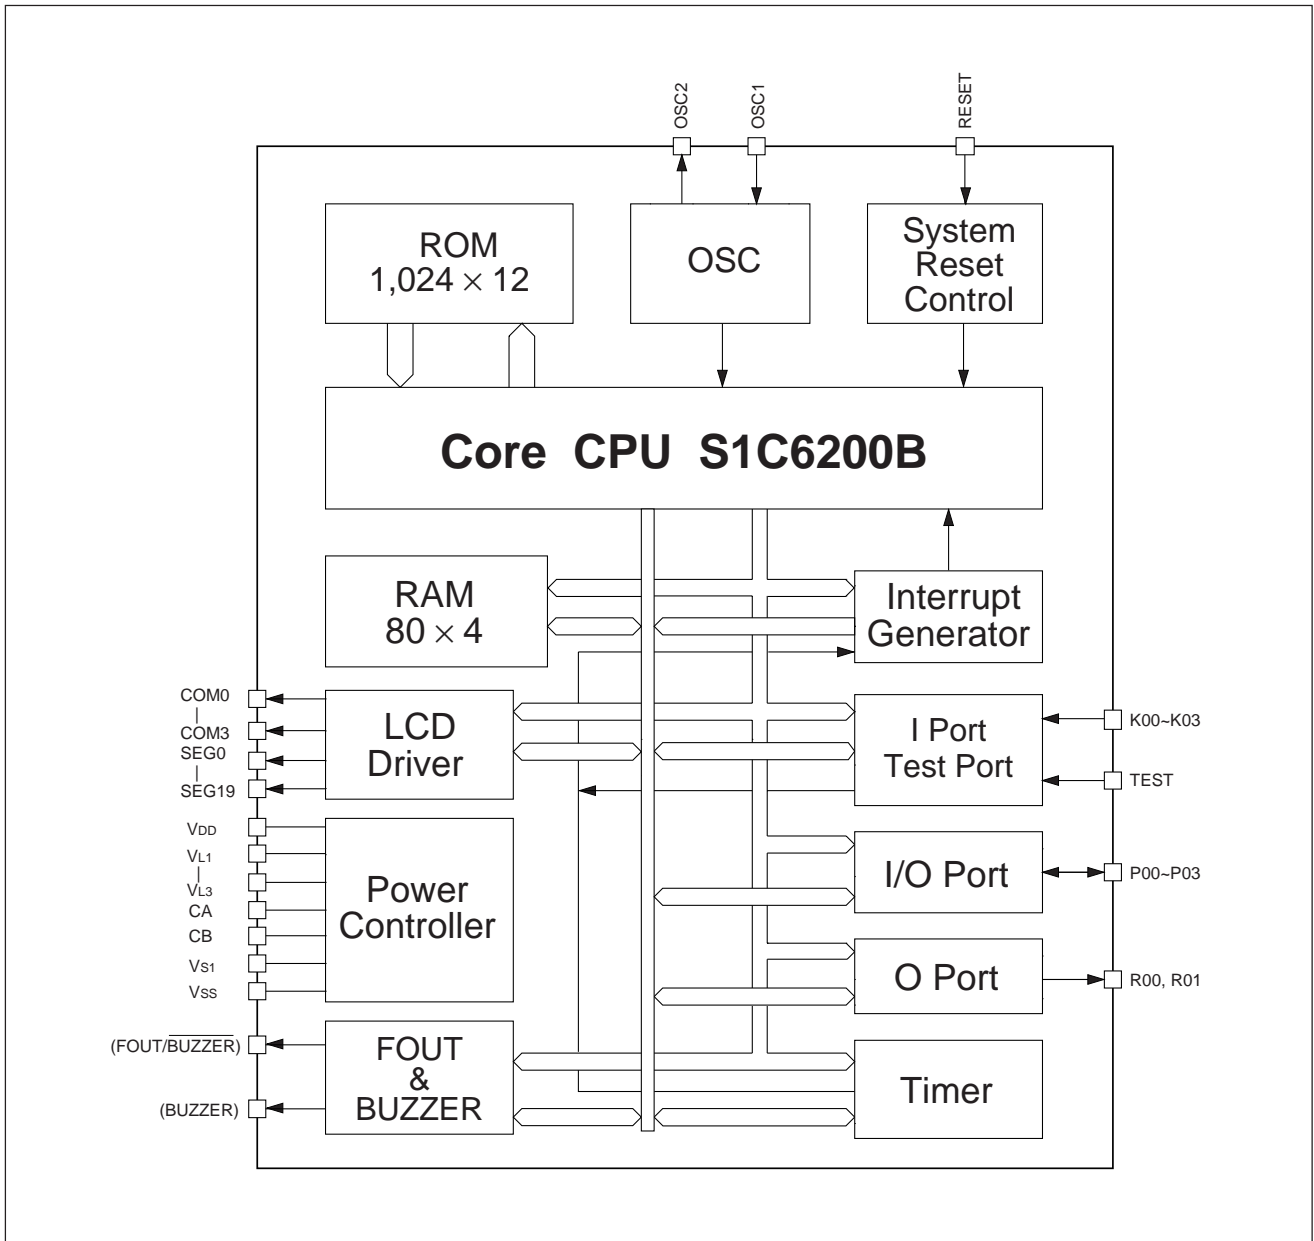 OSC2
OSC1
RESET
ROM
1,024 × 12
OSC
System
Reset
Control
Core CPU S1C6200B
RAM
80 × 4
Interrupt
Generator
COM0
|
COM3
SEG0
|
SEG19
LCD
Driver
I Port
Test Port
K00~K03
TEST
VDD
VL1
|
VL3
CA
CB
VS1
VSS
Power
Controller
I/O Port
P00~P03
O Port
R00, R01
(FOUT/BUZZER)
(BUZZER)
FOUT
&
BUZZER
Timer